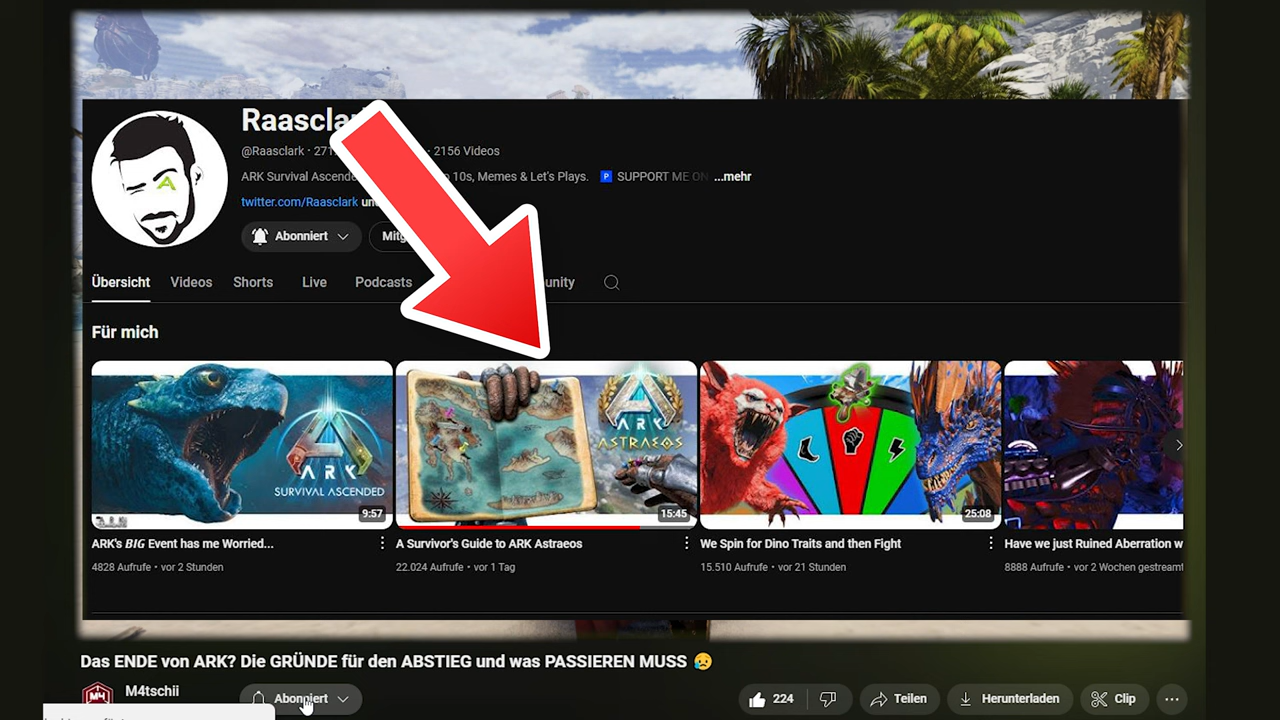 Raascla
@Raasclark · 27 · 2156 Videos
ARK Survival Ascende 10s, Memes & Let's Plays. P SUPPORT ME ON ...mehr
twitter.com/Raasclark un
Abonniert Mitg
Übersicht Videos Shorts Live Podcasts unity
Für mich
ARK
SURVIVAL ASCENDED
9:57
ARK
ASTRAEOS
15:45
25:08
ARK's BIG Event has me Worried...
4828 Aufrufe • vor 2 Stunden
A Survivor's Guide to ARK Astraeos
22.024 Aufrufe • vor 1 Tag
We Spin for Dino Traits and then Fight
15.510 Aufrufe • vor 21 Stunden
Have we just Ruined Aberration w
8888 Aufrufe • vor 2 Wochen gestreamt
Das ENDE von ARK? Die GRÜNDE für den ABSTIEG und was PASSIEREN MUSS 😥
M4
M4tschii
Abonniert
224
Teilen
Herunterladen
Clip